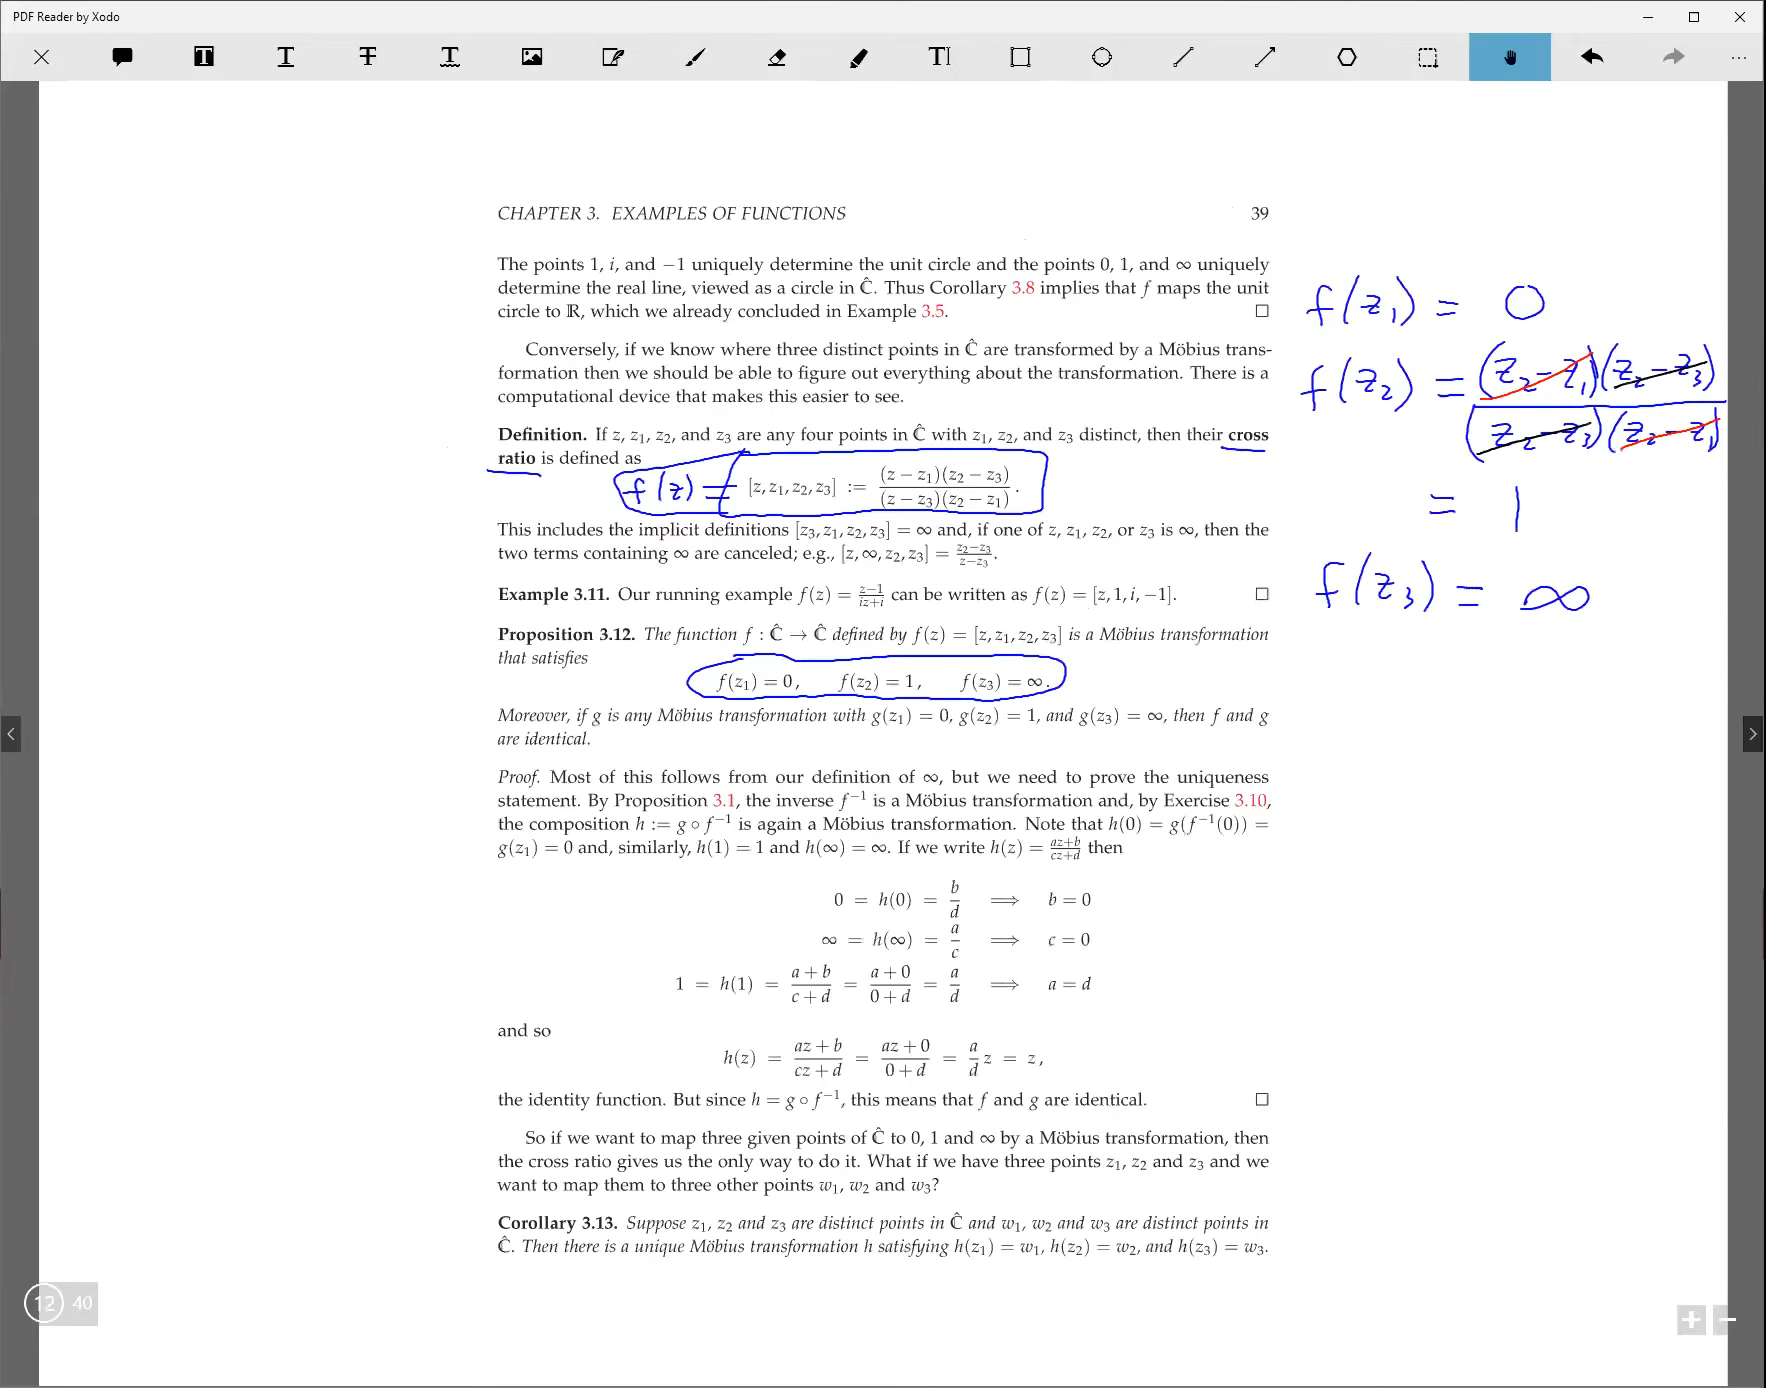 PDF Reader by Xodo
CHAPTER 3. EXAMPLES OF FUNCTIONS 39
The points 1, i, and −1 uniquely determine the unit circle and the points 0, 1, and ∞ uniquely
determine the real line, viewed as a circle in Ĉ. Thus Corollary 3.8 implies that f maps the unit
circle to ℝ, which we already concluded in Example 3.5. □
Conversely, if we know where three distinct points in Ĉ are transformed by a Möbius trans-
formation then we should be able to figure out everything about the transformation. There is a
computational device that makes this easier to see.
Definition. If z, z₁, z₂, and z₃ are any four points in Ĉ with z₁, z₂, and z₃ distinct, then their cross
ratio is defined as
f(z) = [z, z₁, z₂, z₃] := (z − z₁)(z₂ − z₃) / (z − z₃)(z₂ − z₁) .
This includes the implicit definitions [z₃, z₁, z₂, z₃] = ∞ and, if one of z, z₁, z₂, or z₃ is ∞, then the
two terms containing ∞ are canceled; e.g., [z, ∞, z₂, z₃] = (z₂−z₃)/(z−z₃).
Example 3.11. Our running example f(z) = (z−1)/(iz+i) can be written as f(z) = [z, 1, i, −1]. □
Proposition 3.12. The function f : Ĉ → Ĉ defined by f(z) = [z, z₁, z₂, z₃] is a Möbius transformation
that satisfies
f(z₁) = 0, f(z₂) = 1, f(z₃) = ∞.
Moreover, if g is any Möbius transformation with g(z₁) = 0, g(z₂) = 1, and g(z₃) = ∞, then f and g
are identical.
Proof. Most of this follows from our definition of ∞, but we need to prove the uniqueness
statement. By Proposition 3.1, the inverse f⁻¹ is a Möbius transformation and, by Exercise 3.10,
the composition h := g ∘ f⁻¹ is again a Möbius transformation. Note that h(0) = g(f⁻¹(0)) =
g(z₁) = 0 and, similarly, h(1) = 1 and h(∞) = ∞. If we write h(z) = (az+b)/(cz+d) then
0 = h(0) = b/d ⟹ b = 0
∞ = h(∞) = a/c ⟹ c = 0
1 = h(1) = (a + b)/(c + d) = (a + 0)/(0 + d) = a/d ⟹ a = d
and so
h(z) = (az + b)/(cz + d) = (az + 0)/(0 + d) = a/d z = z,
the identity function. But since h = g ∘ f⁻¹, this means that f and g are identical. □
So if we want to map three given points of Ĉ to 0, 1 and ∞ by a Möbius transformation, then
the cross ratio gives us the only way to do it. What if we have three points z₁, z₂ and z₃ and we
want to map them to three other points w₁, w₂ and w₃?
Corollary 3.13. Suppose z₁, z₂ and z₃ are distinct points in Ĉ and w₁, w₂ and w₃ are distinct points in
Ĉ. Then there is a unique Möbius transformation h satisfying h(z₁) = w₁, h(z₂) = w₂, and h(z₃) = w₃.
f(z₁) = 0
f(z₂) = (z₂−z₁)(z₂−z₃) / (z₂−z₃)(z₂−z₁)
= 1
f(z₃) = ∞
12 40